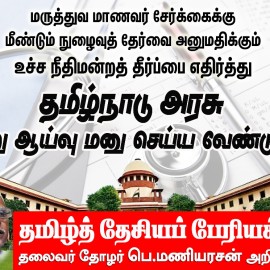 மருத்துவ மாணவர் சேர்க்கைக்கு
மீண்டும் நுழைவுத் தேர்வை அனுமதிக்கும்
உச்ச நீதிமன்றத் தீர்ப்பை எதிர்த்து
தமிழ்நாடு அரசு
ஆய்வு மனு செய்ய
தமிழ்த் தேசியப்
தலைவர் தோழர் பெ.மணியரசன்